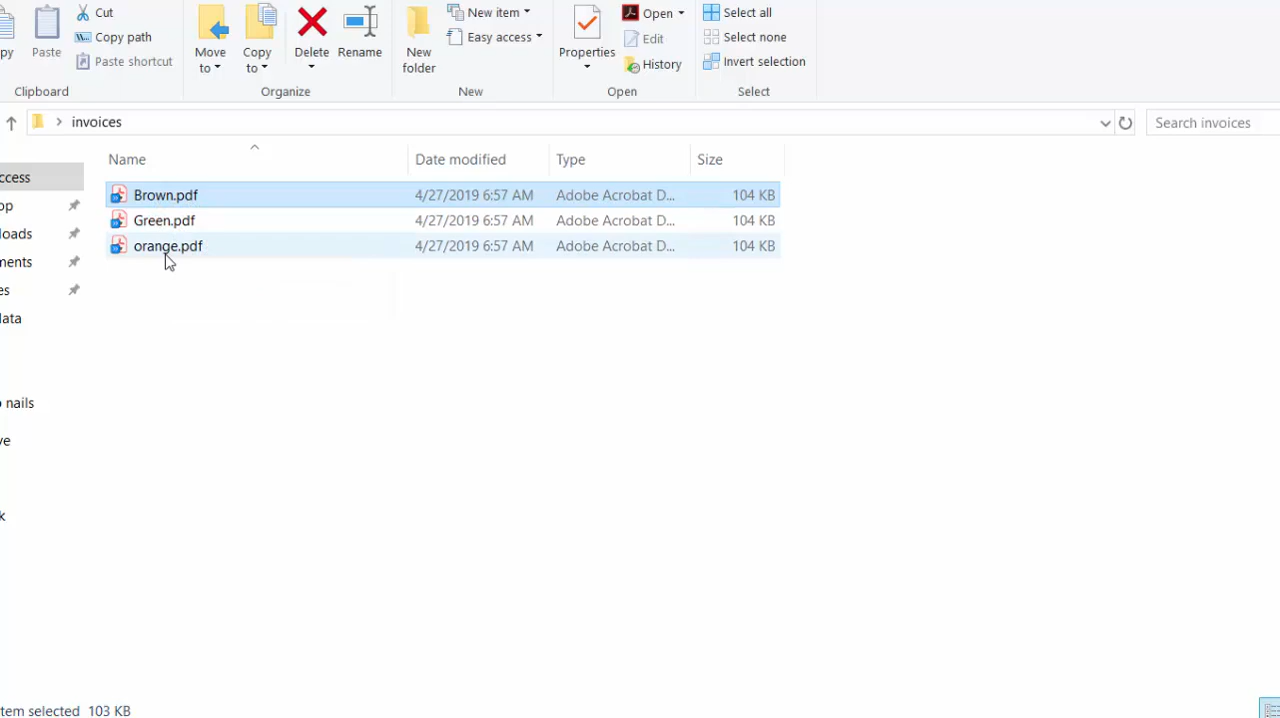 Cut
New item
Open
Select all
py
Paste
Copy path
Move to
Copy to
Delete
Rename
New folder
Easy access
Properties
Edit
Select none
Paste shortcut
History
Invert selection
Clipboard
Organize
New
Open
Select
invoices
Search invoices
Name
Date modified
Type
Size
ccess
Brown.pdf 4/27/2019 6:57 AM Adobe Acrobat D... 104 KB
op
Green.pdf 4/27/2019 6:57 AM Adobe Acrobat D... 104 KB
loads
orange.pdf 4/27/2019 6:57 AM Adobe Acrobat D... 104 KB
ments
es
data
o nails
ve
k
tem selected 103 KB